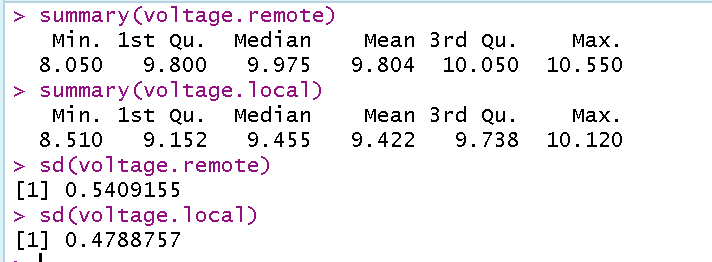 > summary(voltage.remote)
   Min. 1st Qu.  Median    Mean 3rd Qu.    Max.
  8.050   9.800   9.975   9.804  10.050  10.550
> summary(voltage.local)
   Min. 1st Qu.  Median    Mean 3rd Qu.    Max.
  8.510   9.152   9.455   9.422   9.738  10.120
> sd(voltage.remote)
[1] 0.5409155
> sd(voltage.local)
[1] 0.4788757